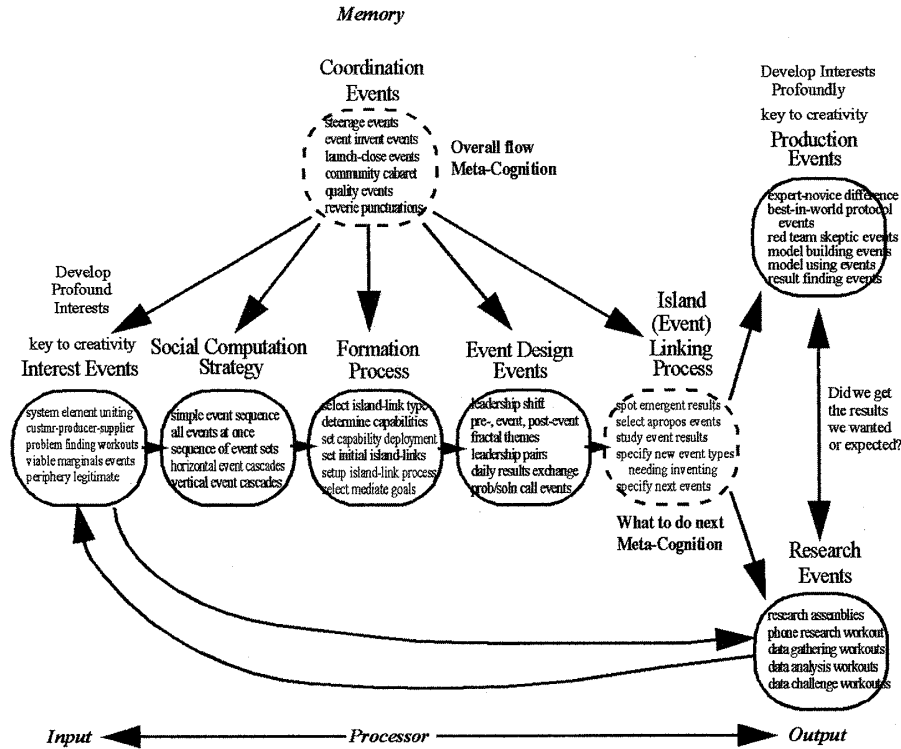 Memory
Coordination
Events
steerage events
event invent events
launch-close events
community cabaret
quality events
reverie punctuations
Overall flow
Meta-Cognition
Develop Interests
Profoundly
key to creativity
Production
Events
expert-novice difference
best-in-world protocol
events
red team skeptic events
model building events
model using events
result finding events
Develop
Profound
Interests
key to creativity
Interest Events
system element uniting
custmr-producer-supplier
problem finding workouts
viable marginals events
periphery legitimate
Social Computation
Strategy
simple event sequence
all events at once
sequence of event sets
horizontal event cascades
vertical event cascades
Formation
Process
select island-link type
determine capabilities
set capability deployment
set initial island-links
setup island-link process
select mediate goals
Event Design
Events
leadership shift
pre-, event, post-event
fractal themes
leadership pairs
daily results exchange
prob/soln call events
Island
(Event)
Linking
Process
spot emergent results
select apropos events
study event results
specify new event types
needing inventing
specify next events
What to do next
Meta-Cognition
Did we get
the results
we wanted
or expected?
Research
Events
research assemblies
phone research workout
data gathering workouts
data analysis workouts
data challenge workouts
Input
Processor
Output